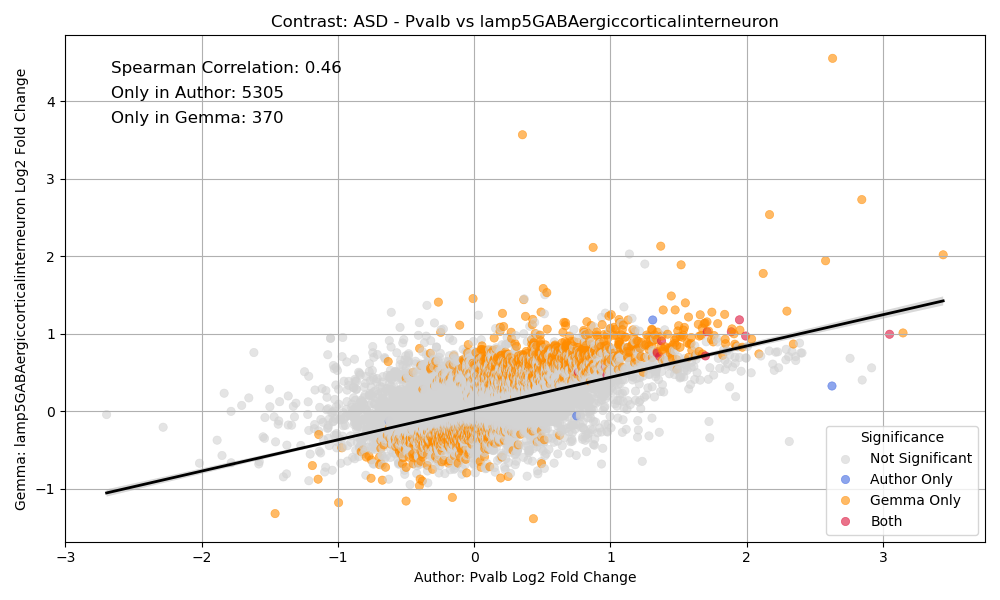 Contrast: ASD - Pvalb vs lamp5GABAergiccorticalinterneuron
Spearman Correlation: 0.46
Only in Author: 5305
Only in Gemma: 370
Gemma: lamp5GABAergiccorticalinterneuron Log2 Fold Change
4
3
2
1
0
−1
Significance
Not Significant
Author Only
Gemma Only
Both
−3 −2 −1 0 1 2 3
Author: Pvalb Log2 Fold Change